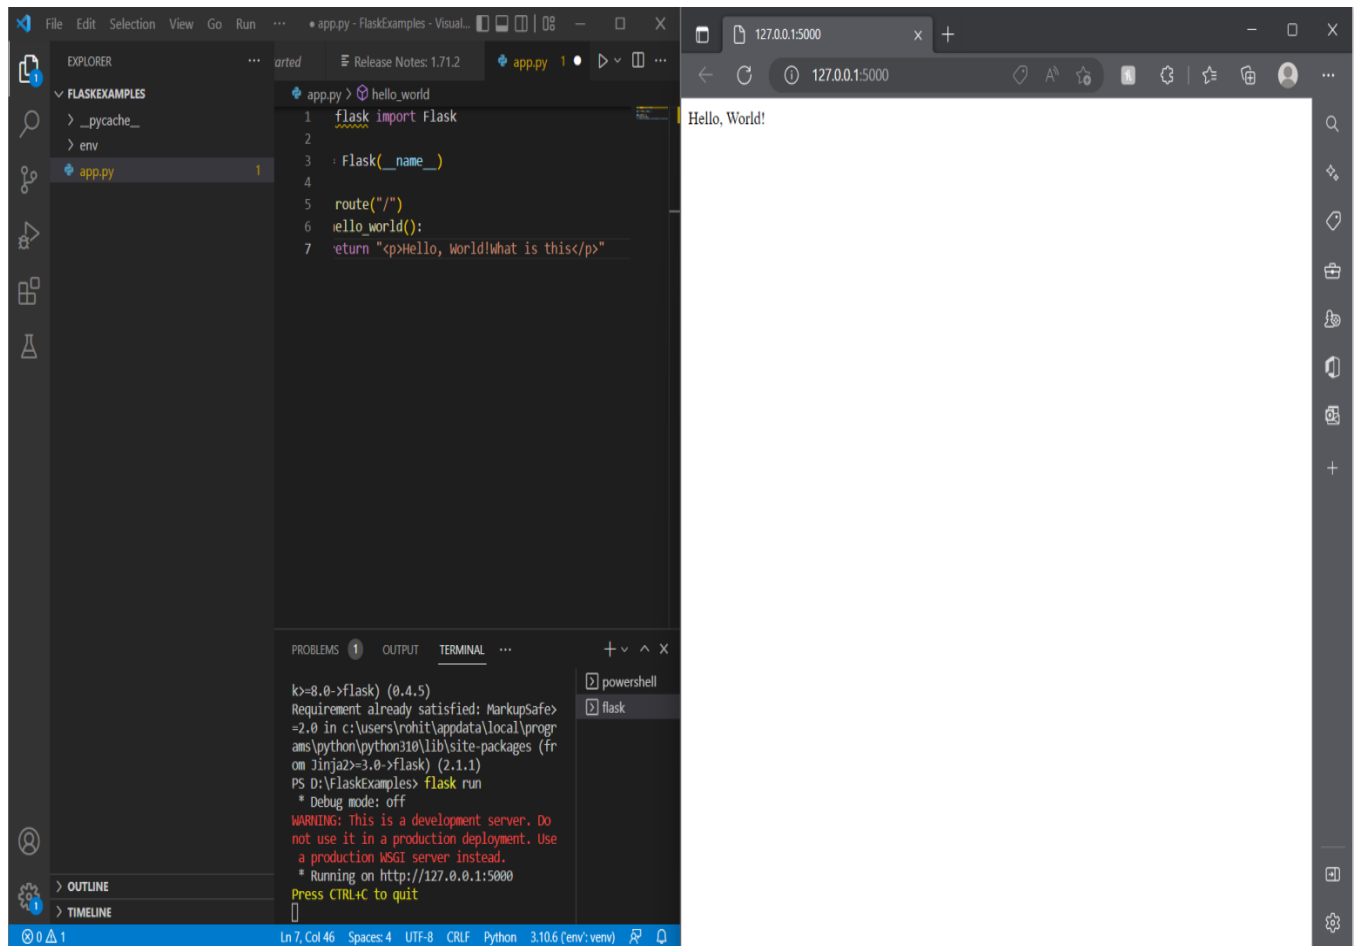 File Edit Selection View Go Run ··· ● app.py - FlaskExamples - Visual...
EXPLORER ···
FLASKEXAMPLES
> _pycache_
> env
app.py 1
arted Release Notes: 1.71.2 app.py 1 ● ···
app.py > hello_world
1 flask import Flask
2
3 = Flask(__name__)
4
5 route("/")
6 hello_world():
7 return "<p>Hello, World!What is this</p>"
PROBLEMS 1 OUTPUT TERMINAL ···
powershell
flask
k>=8.0->flask) (0.4.5)
Requirement already satisfied: MarkupSafe>
=2.0 in c:\users\rohit\appdata\local\progr
ams\python\python310\lib\site-packages (fr
om Jinja2>=3.0->flask) (2.1.1)
PS D:\FlaskExamples> flask run
* Debug mode: off
WARNING: This is a development server. Do
not use it in a production deployment. Use
a production WSGI server instead.
* Running on http://127.0.0.1:5000
Press CTRL+C to quit
> OUTLINE
> TIMELINE
0 1 Ln 7, Col 46 Spaces: 4 UTF-8 CRLF Python 3.10.6 ('env': venv)
127.0.0.1:5000
127.0.0.1:5000
Hello, World!